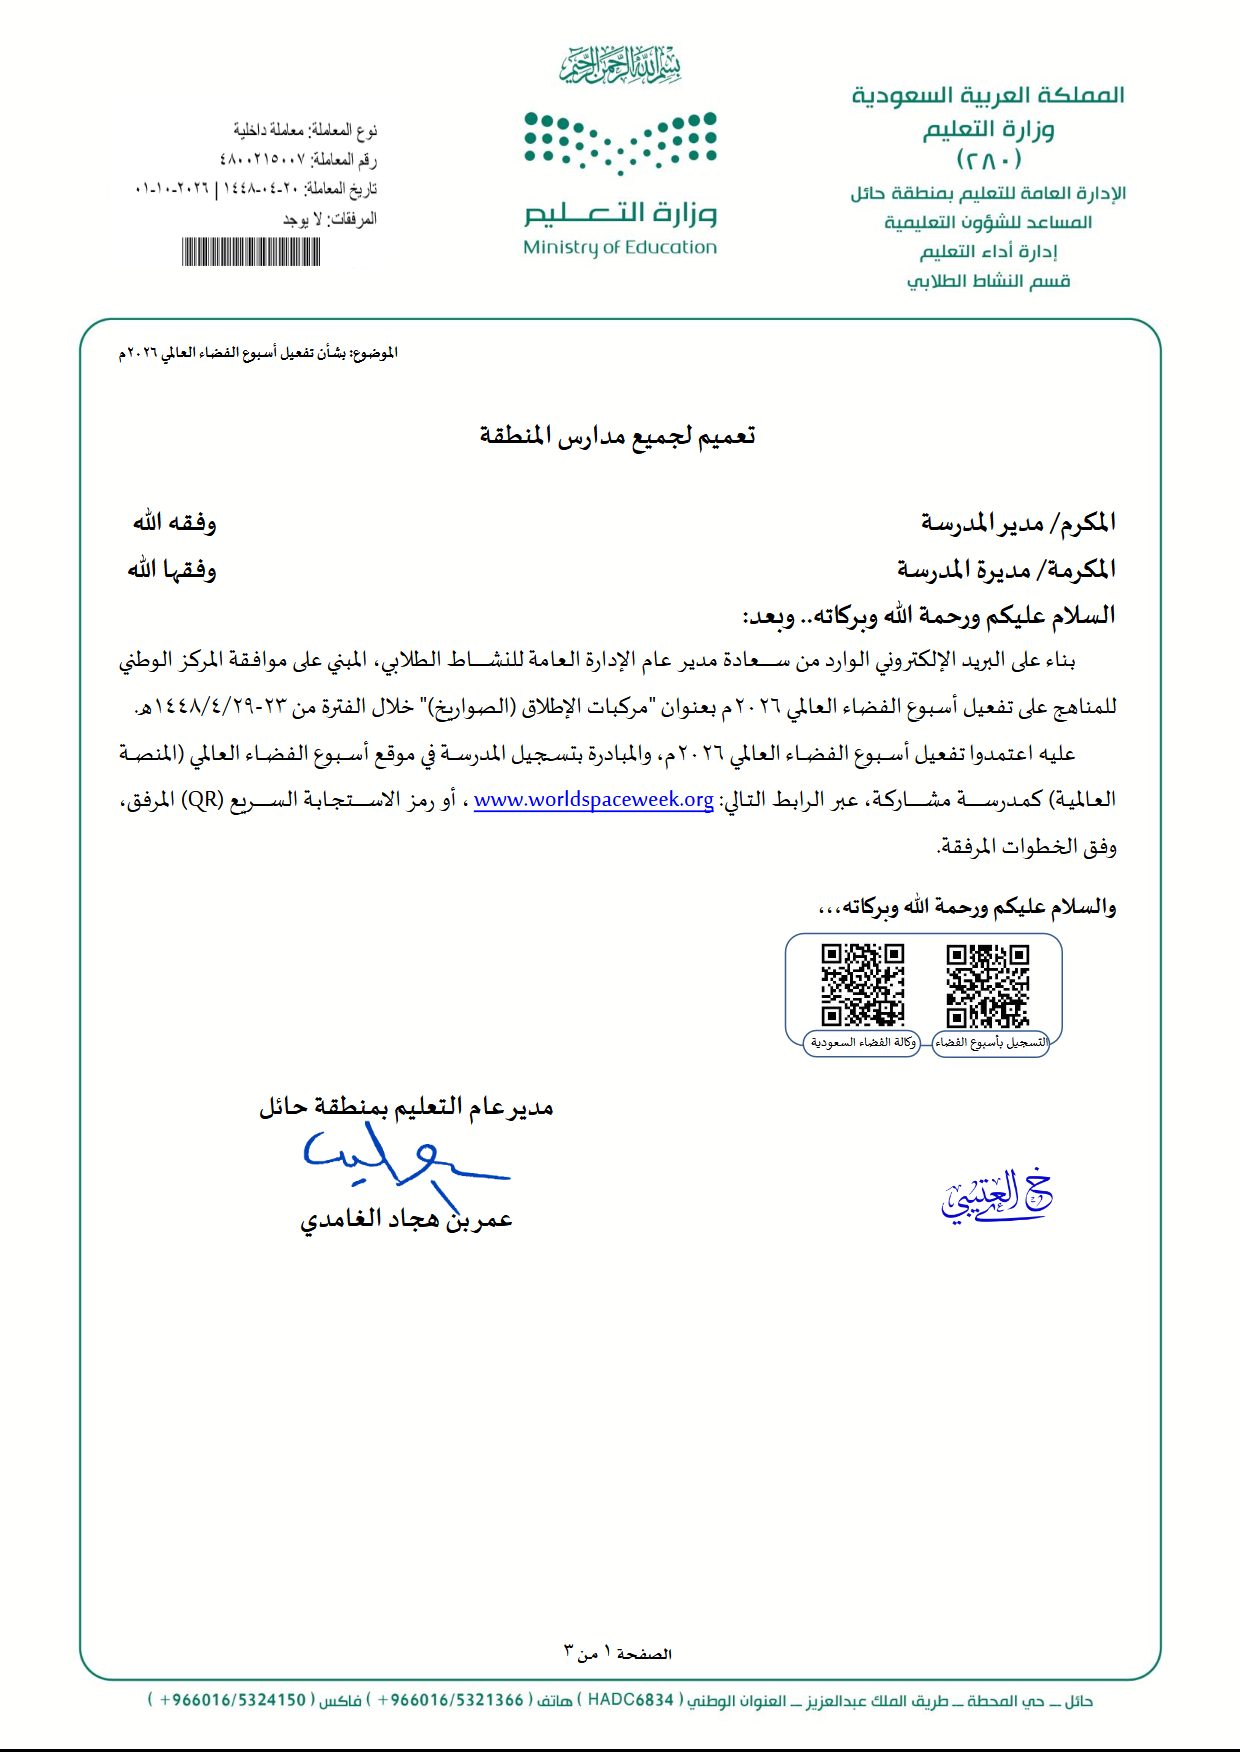 بسم الله الرحمن الرحيم
المملكة العربية السعودية
وزارة التعليم
(٢٨٠)
الإدارة العامة للتعليم بمنطقة حائل
المساعد للشؤون التعليمية
إدارة أداء التعليم
قسم النشاط الطلابي
وزارة التعـــليم
Ministry of Education
نوع المعاملة: معاملة داخلية
رقم المعاملة: ٤٨٠٠٢١٥٠٠٧
تاريخ المعاملة: ٢٠-٠٤-١٤٤٨ | ٢٠٢٦-١٠-٠١
المرفقات: لا يوجد
الموضوع: بشأن تفعيل أسبوع الفضاء العالمي ٢٠٢٦م
تعميم لجميع مدارس المنطقة
المكرم/ مدير المدرسة وفقه الله
المكرمة/ مديرة المدرسة وفقها الله
السلام عليكم ورحمة الله وبركاته.. وبعد:
بناء على البريد الإلكتروني الوارد من سعادة مدير عام الإدارة العامة للنشاط الطلابي، المبني على موافقة المركز الوطني
للمناهج على تفعيل أسبوع الفضاء العالمي ٢٠٢٦م بعنوان "مركبات الإطلاق (الصواريخ)" خلال الفترة من ٢٣-١٤٤٨/٤/٢٩هـ.
عليه اعتمدوا تفعيل أسبوع الفضاء العالمي ٢٠٢٦م، والمبادرة بتسجيل المدرسة في موقع أسبوع الفضاء العالمي (المنصة
العالمية) كمدرسة مشاركة، عبر الرابط التالي: www.worldspaceweek.org ، أو رمز الاستجابة السريع (QR) المرفق،
وفق الخطوات المرفقة.
والسلام عليكم ورحمة الله وبركاته،،،
التسجيل بأسبوع الفضاء
وكالة الفضاء السعودية
مدير عام التعليم بمنطقة حائل
عمر بن هجاد الغامدي
خ العتيبي
الصفحة ١ من ٣
حائل – حي المحطة – طريق الملك عبدالعزيز – العنوان الوطني ( HADC6834 ) هاتف ( 966016/5321366+ ) فاكس ( 966016/5324150+ )